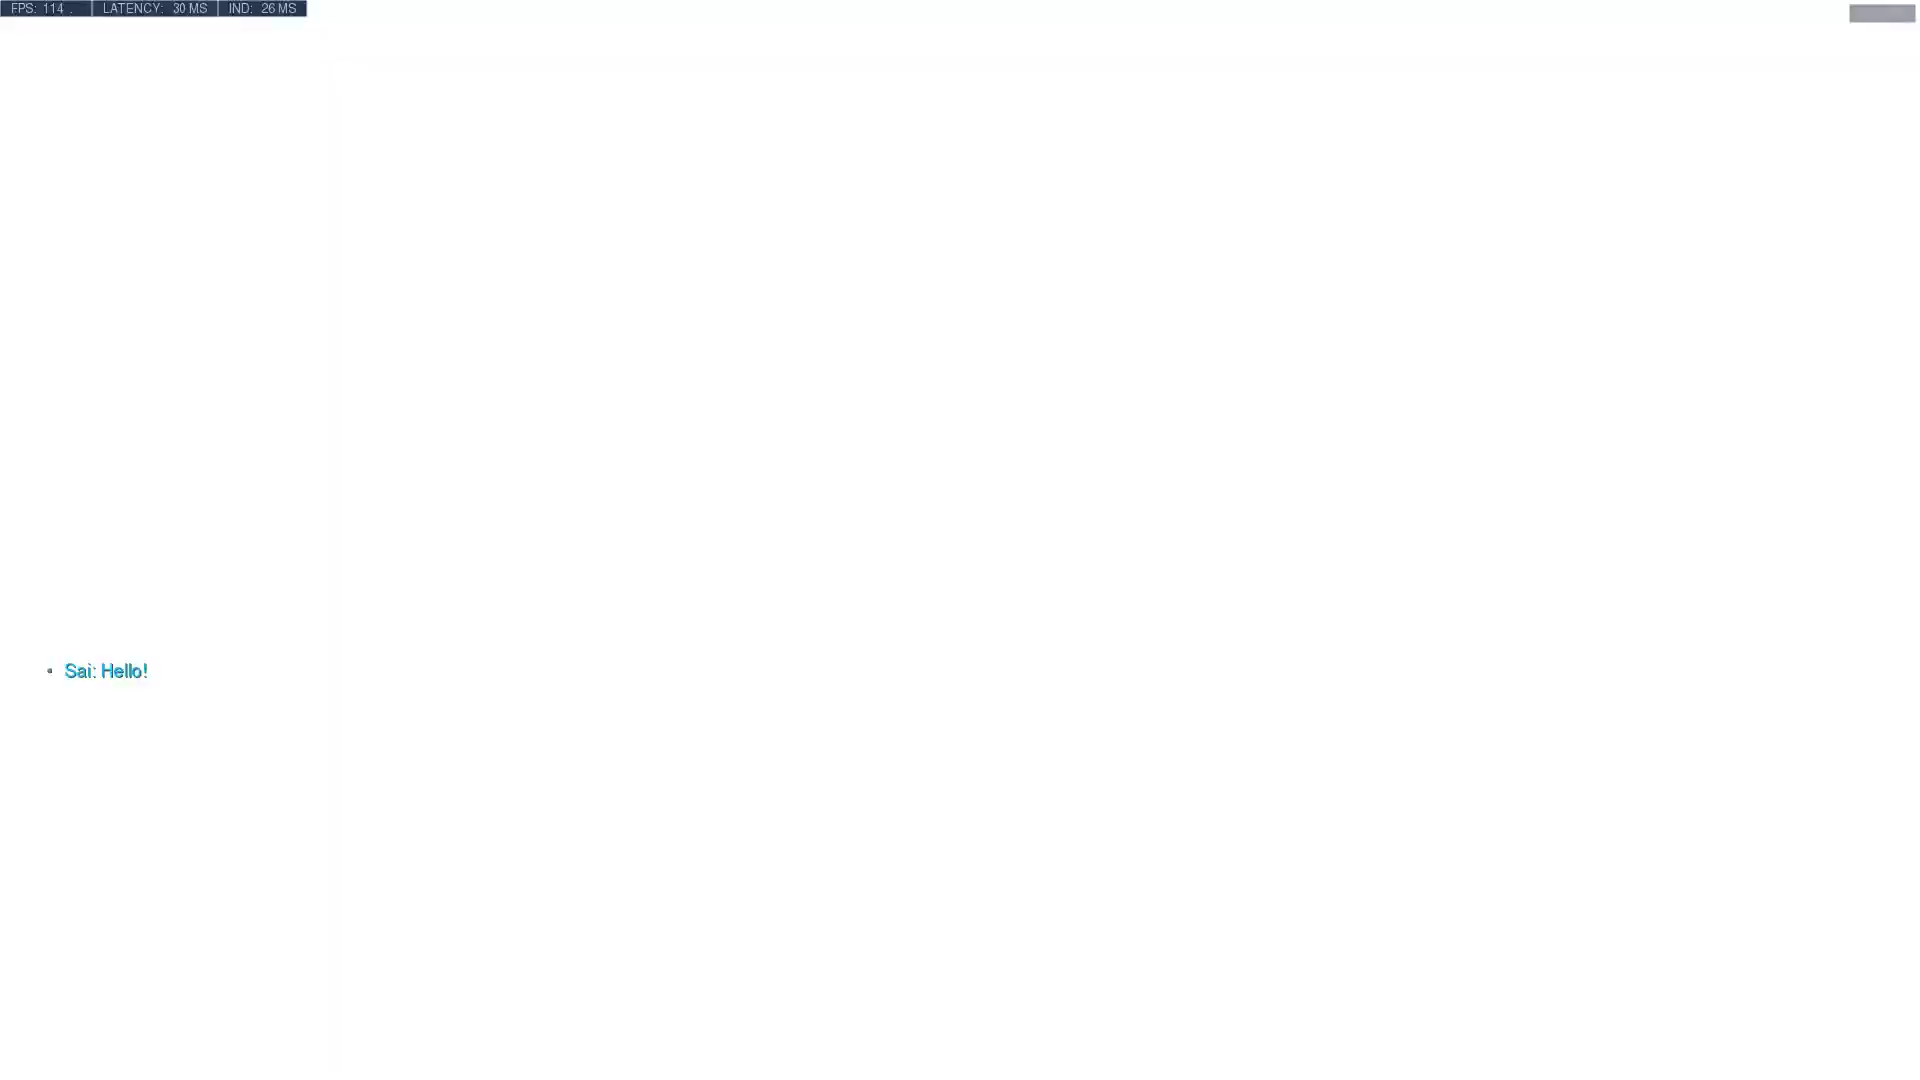 FPS: 114 . LATENCY: 30 MS IND: 26 MS
• Sai: Hello!